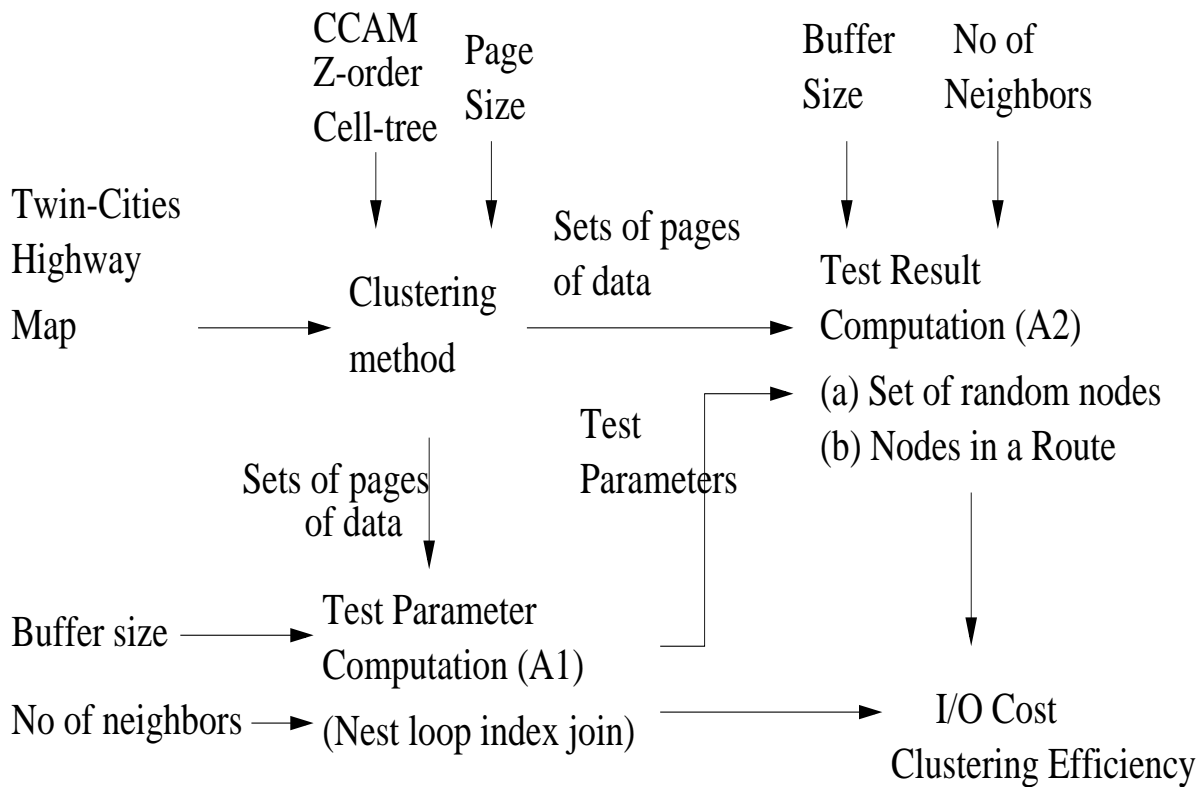 CCAM
Z-order
Cell-tree
Page
Size
Buffer
Size
No of
Neighbors
Twin-Cities
Highway
Map
Clustering
method
Sets of pages
of data
Test Result
Computation (A2)
(a) Set of random nodes
(b) Nodes in a Route
Test
Parameters
Sets of pages
of data
Buffer size
No of neighbors
Test Parameter
Computation (A1)
(Nest loop index join)
I/O Cost
Clustering Efficiency